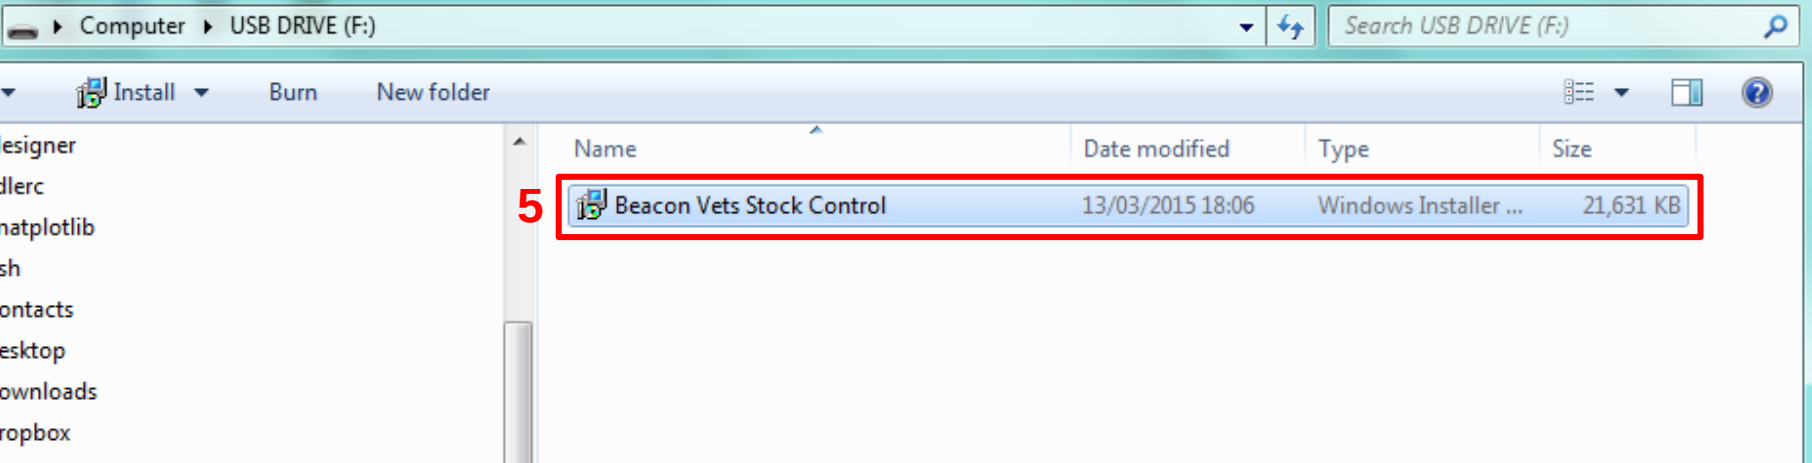 Computer USB DRIVE (F:) Search USB DRIVE (F:)
Install Burn New folder
esigner
Name Date modified Type Size
dlerc
5 Beacon Vets Stock Control 13/03/2015 18:06 Windows Installer ... 21,631 KB
natplotlib
sh
ontacts
esktop
ownloads
ropbox